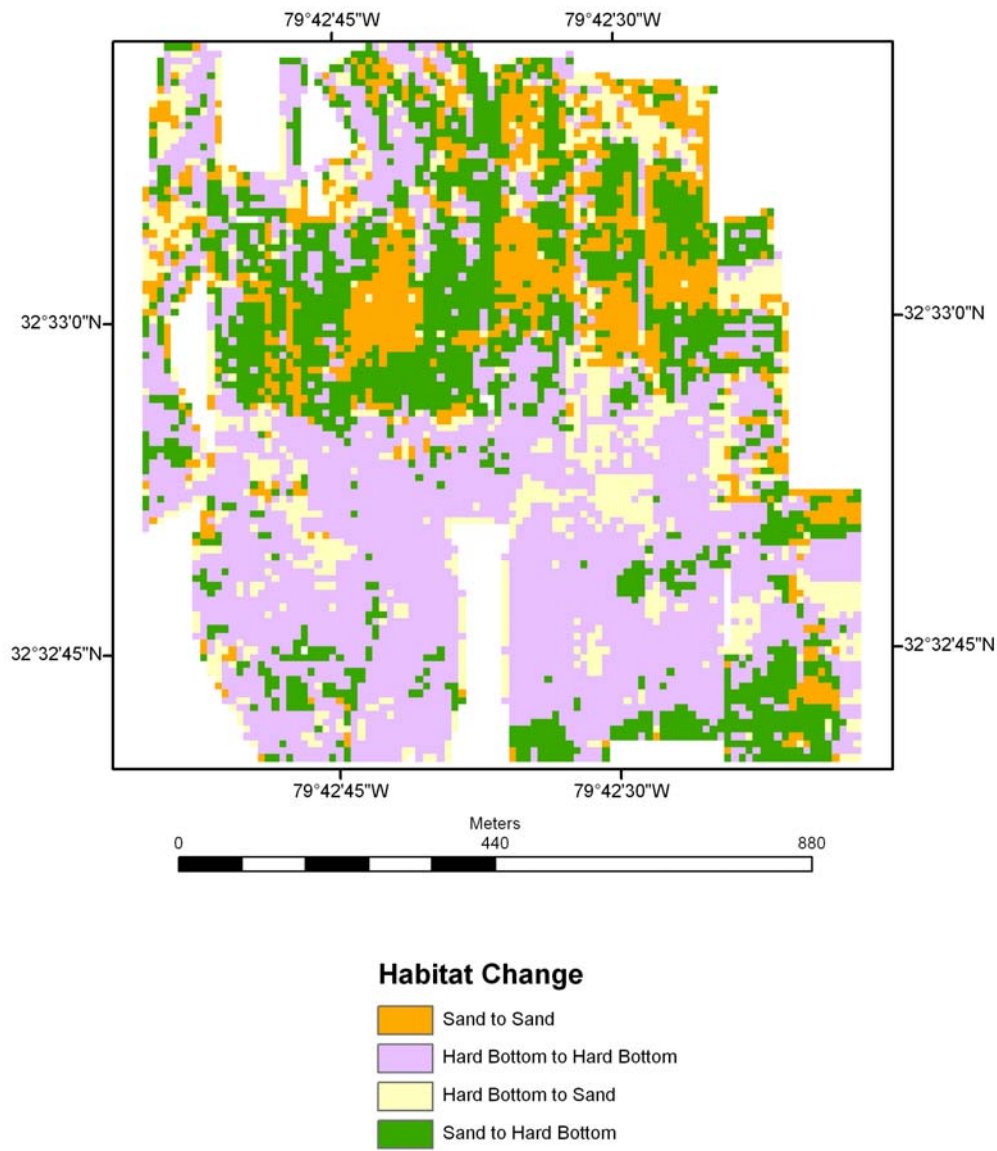 79°42'45"W 79°42'30"W
32°33'0"N 32°33'0"N
32°32'45"N 32°32'45"N
79°42'45"W 79°42'30"W
Meters
0 440 880
Habitat Change
Sand to Sand
Hard Bottom to Hard Bottom
Hard Bottom to Sand
Sand to Hard Bottom